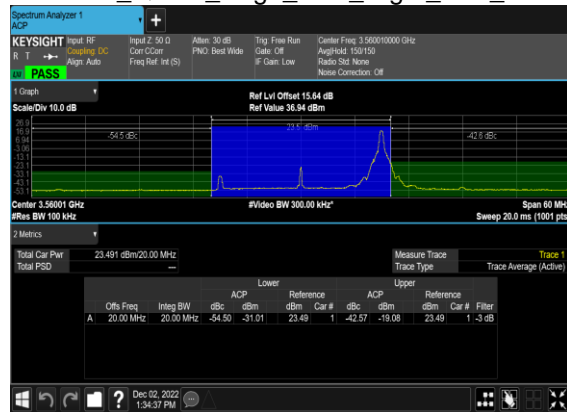 Spectrum Analyzer 1
ACP
+
KEYSIGHT Input: RF Input Z: 50 Ω Atten: 30 dB Trig: Free Run Center Freq: 3.560010000 GHz
R T Coupling: DC Corr CCorr PNO: Best Wide Gate: Off Avg|Hold: 150/150
Align: Auto Freq Ref: Int (S) IF Gain: Low Radio Std: None
LW PASS Noise Correction: Off
1 Graph Ref Lvl Offset 15.64 dB
Scale/Div 10.0 dB Ref Value 36.94 dBm
26.9
16.9
6.94
-3.06
-13.1
-23.1
-33.1
-43.1
-53.1
-54.5 dBc 23.5 dBm -42.6 dBc
Center 3.56001 GHz #Video BW 300.00 kHz* Span 60 MHz
#Res BW 100 kHz Sweep 20.0 ms (1001 pts
2 Metrics
Total Car Pwr 23.491 dBm/20.00 MHz Measure Trace Trace 1
Total PSD --- Trace Type Trace Average (Active)
Lower Upper
ACP Reference ACP Reference
Offs Freq Integ BW dBc dBm dBm Car # dBc dBm dBm Car # Filter
A 20.00 MHz 20.00 MHz -54.50 -31.01 23.49 1 -42.57 -19.08 23.49 1 -3 dB
? Dec 02, 2022
1:34:37 PM